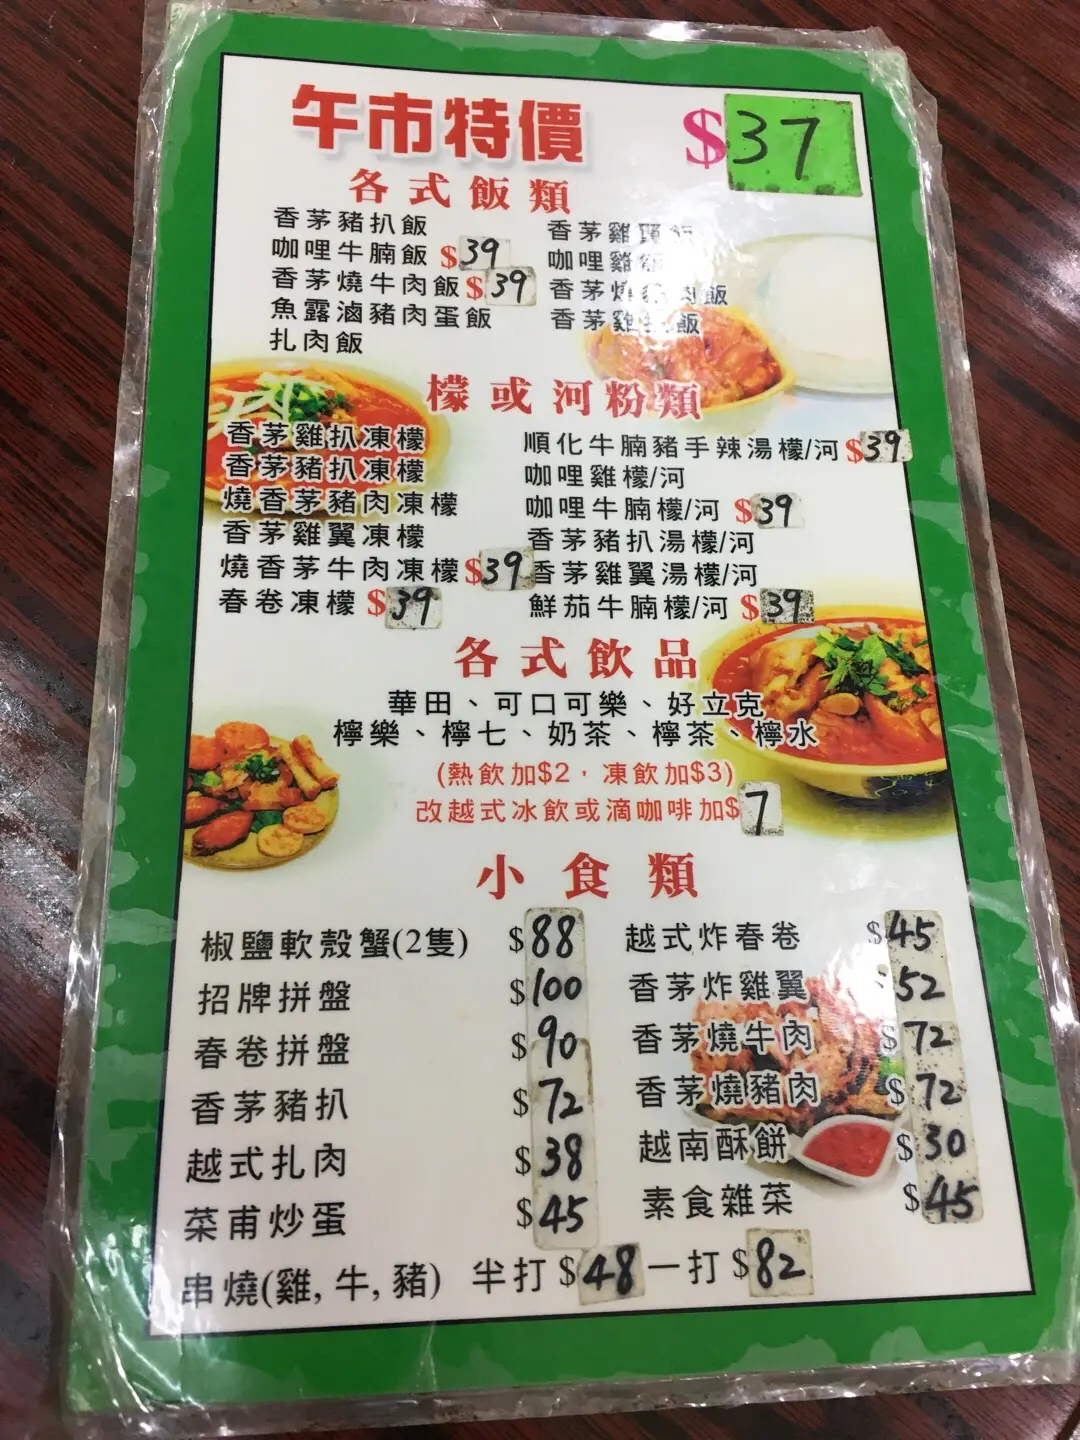 午市特價 $37
各式飯類
香茅豬扒飯
咖哩牛腩飯 $39
香茅燒牛肉飯 $39
魚露滷豬肉蛋飯
扎肉飯
香茅雞翼飯
咖哩雞飯
香茅燒豬肉飯
香茅雞扒飯
檬或河粉類
香茅雞扒凍檬
香茅豬扒凍檬
燒香茅豬肉凍檬
香茅雞翼凍檬
燒香茅牛肉凍檬 $39
春卷凍檬 $39
順化牛腩豬手辣湯檬/河 $39
咖哩雞檬/河
咖哩牛腩檬/河 $39
香茅豬扒湯檬/河
香茅雞翼湯檬/河
鮮茄牛腩檬/河 $39
各式飲品
華田、可口可樂、好立克
檸樂、檸七、奶茶、檸茶、檸水
(熱飲加$2，凍飲加$3)
改越式冰飲或滴咖啡加$7
小食類
椒鹽軟殼蟹(2隻) $88
招牌拼盤 $100
春卷拼盤 $90
香茅豬扒 $72
越式扎肉 $38
菜甫炒蛋 $45
越式炸春卷 $45
香茅炸雞翼 $52
香茅燒牛肉 $72
香茅燒豬肉 $72
越南酥餅 $30
素食雜菜 $45
串燒(雞, 牛, 豬) 半打 $48 一打 $82